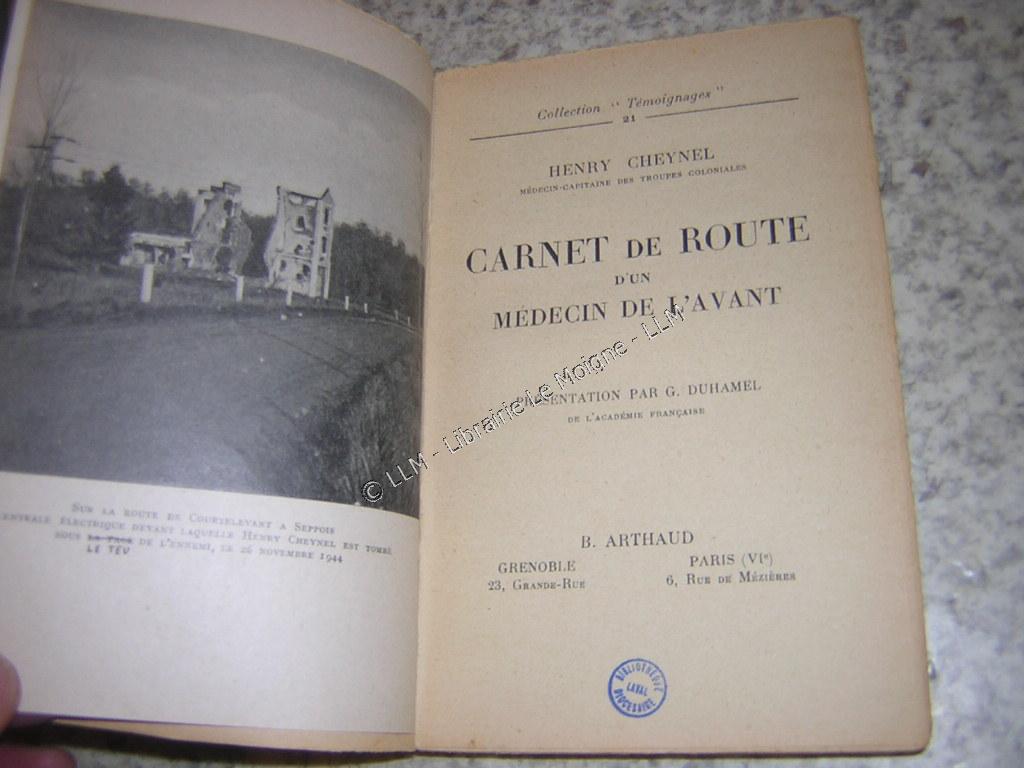 SUR LA ROUTE DE COURTELEVANT A SEPPOIS
CENTRALE ÉLECTRIQUE DEVANT LAQUELLE HENRY CHEYNEL EST TOMBÉ
SOUS DE L'ENNEMI, LE 26 NOVEMBRE 1944
LE FEU
Collection " Témoignages "
21
HENRY CHEYNEL
MÉDECIN-CAPITAINE DES TROUPES COLONIALES
CARNET DE ROUTE
D'UN
MÉDECIN DE L'AVANT
PRÉSENTATION PAR G. DUHAMEL
DE L'ACADÉMIE FRANÇAISE
B. ARTHAUD
GRENOBLE
23, GRANDE-RUE
PARIS (VIe)
6, RUE DE MÉZIÈRES
BIBLIOTHÈQUE
LAVAL
DIOCÉSAINE
© LLM - Librairie Le Moigne - LLM